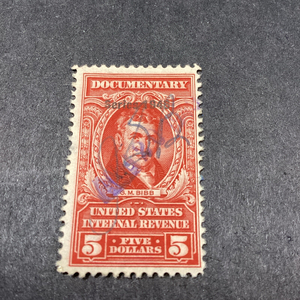 DOCUMENTARY
G. M. BIBB
UNITED STATES
INTERNAL REVENUE
5 FIVE DOLLARS 5